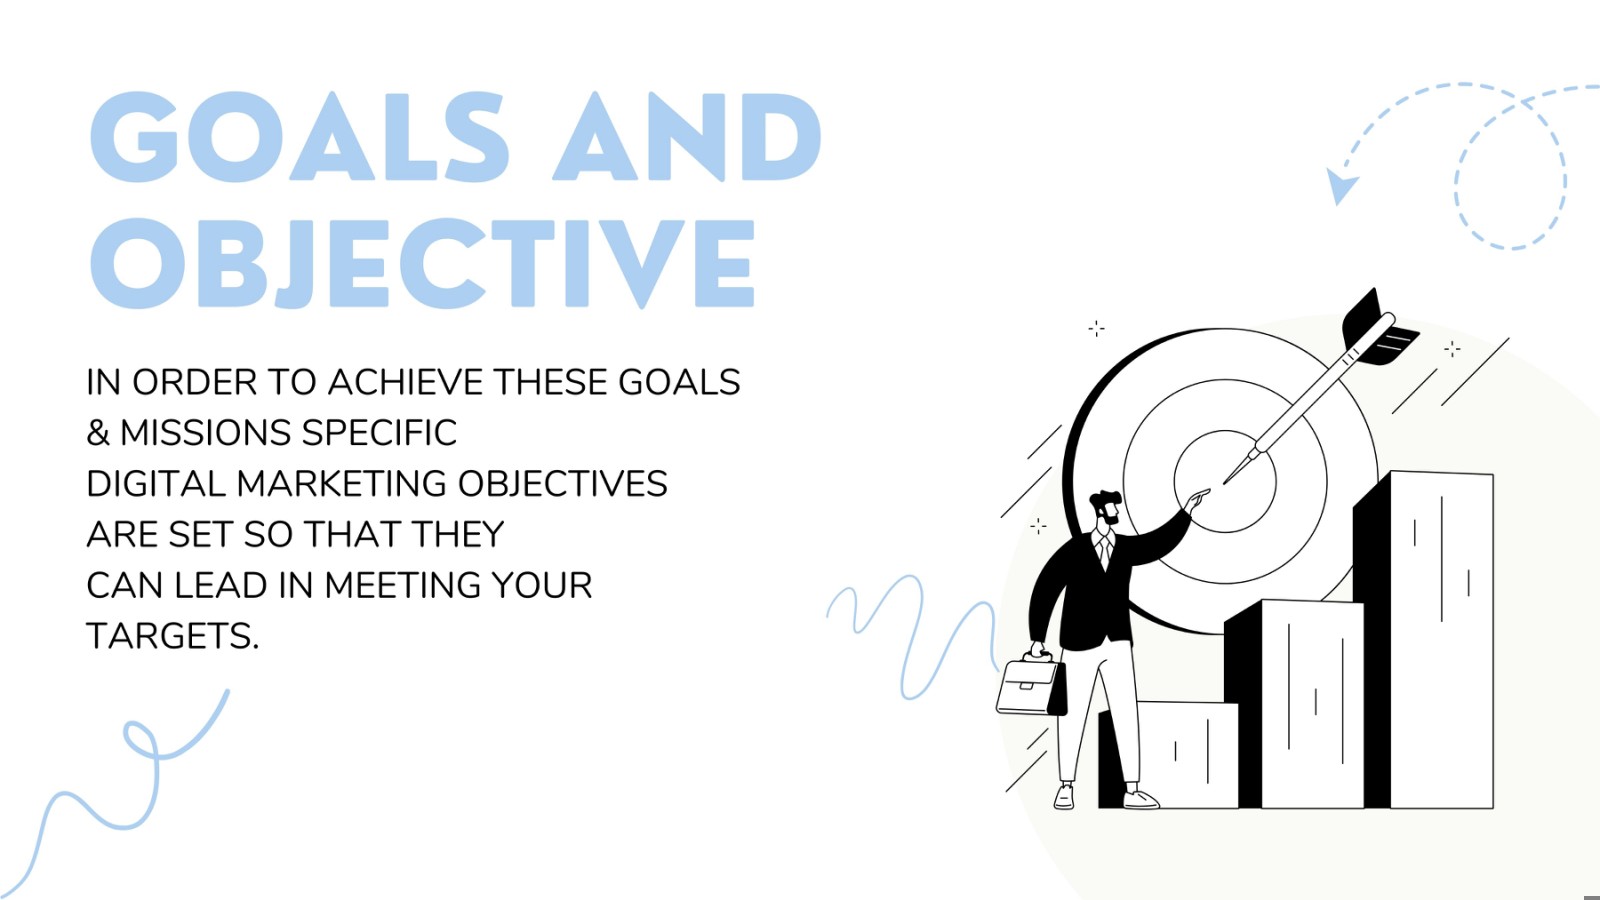 GOALS AND
OBJECTIVE
IN ORDER TO ACHIEVE THESE GOALS
& MISSIONS SPECIFIC
DIGITAL MARKETING OBJECTIVES
ARE SET SO THAT THEY
CAN LEAD IN MEETING YOUR
TARGETS.